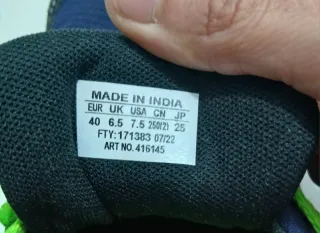 MADE IN INDIA
EUR UK USA CN JP
40 6.5 7.5 250(2) 25
FTY:171383 07/22
ART NO. 416145